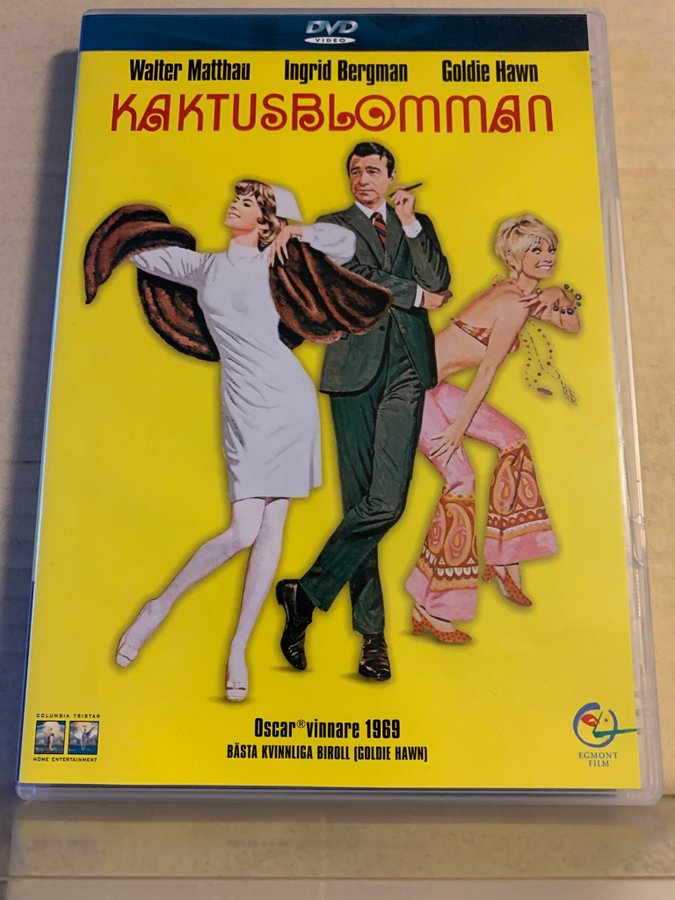 DVD
VIDEO
Walter Matthau Ingrid Bergman Goldie Hawn
KAKTUSBLOMMAN
Oscar® vinnare 1969
BÄSTA KVINNLIGA BIROLL (GOLDIE HAWN)
COLUMBIA TRISTAR
HOME ENTERTAINMENT
EGMONT
FILM